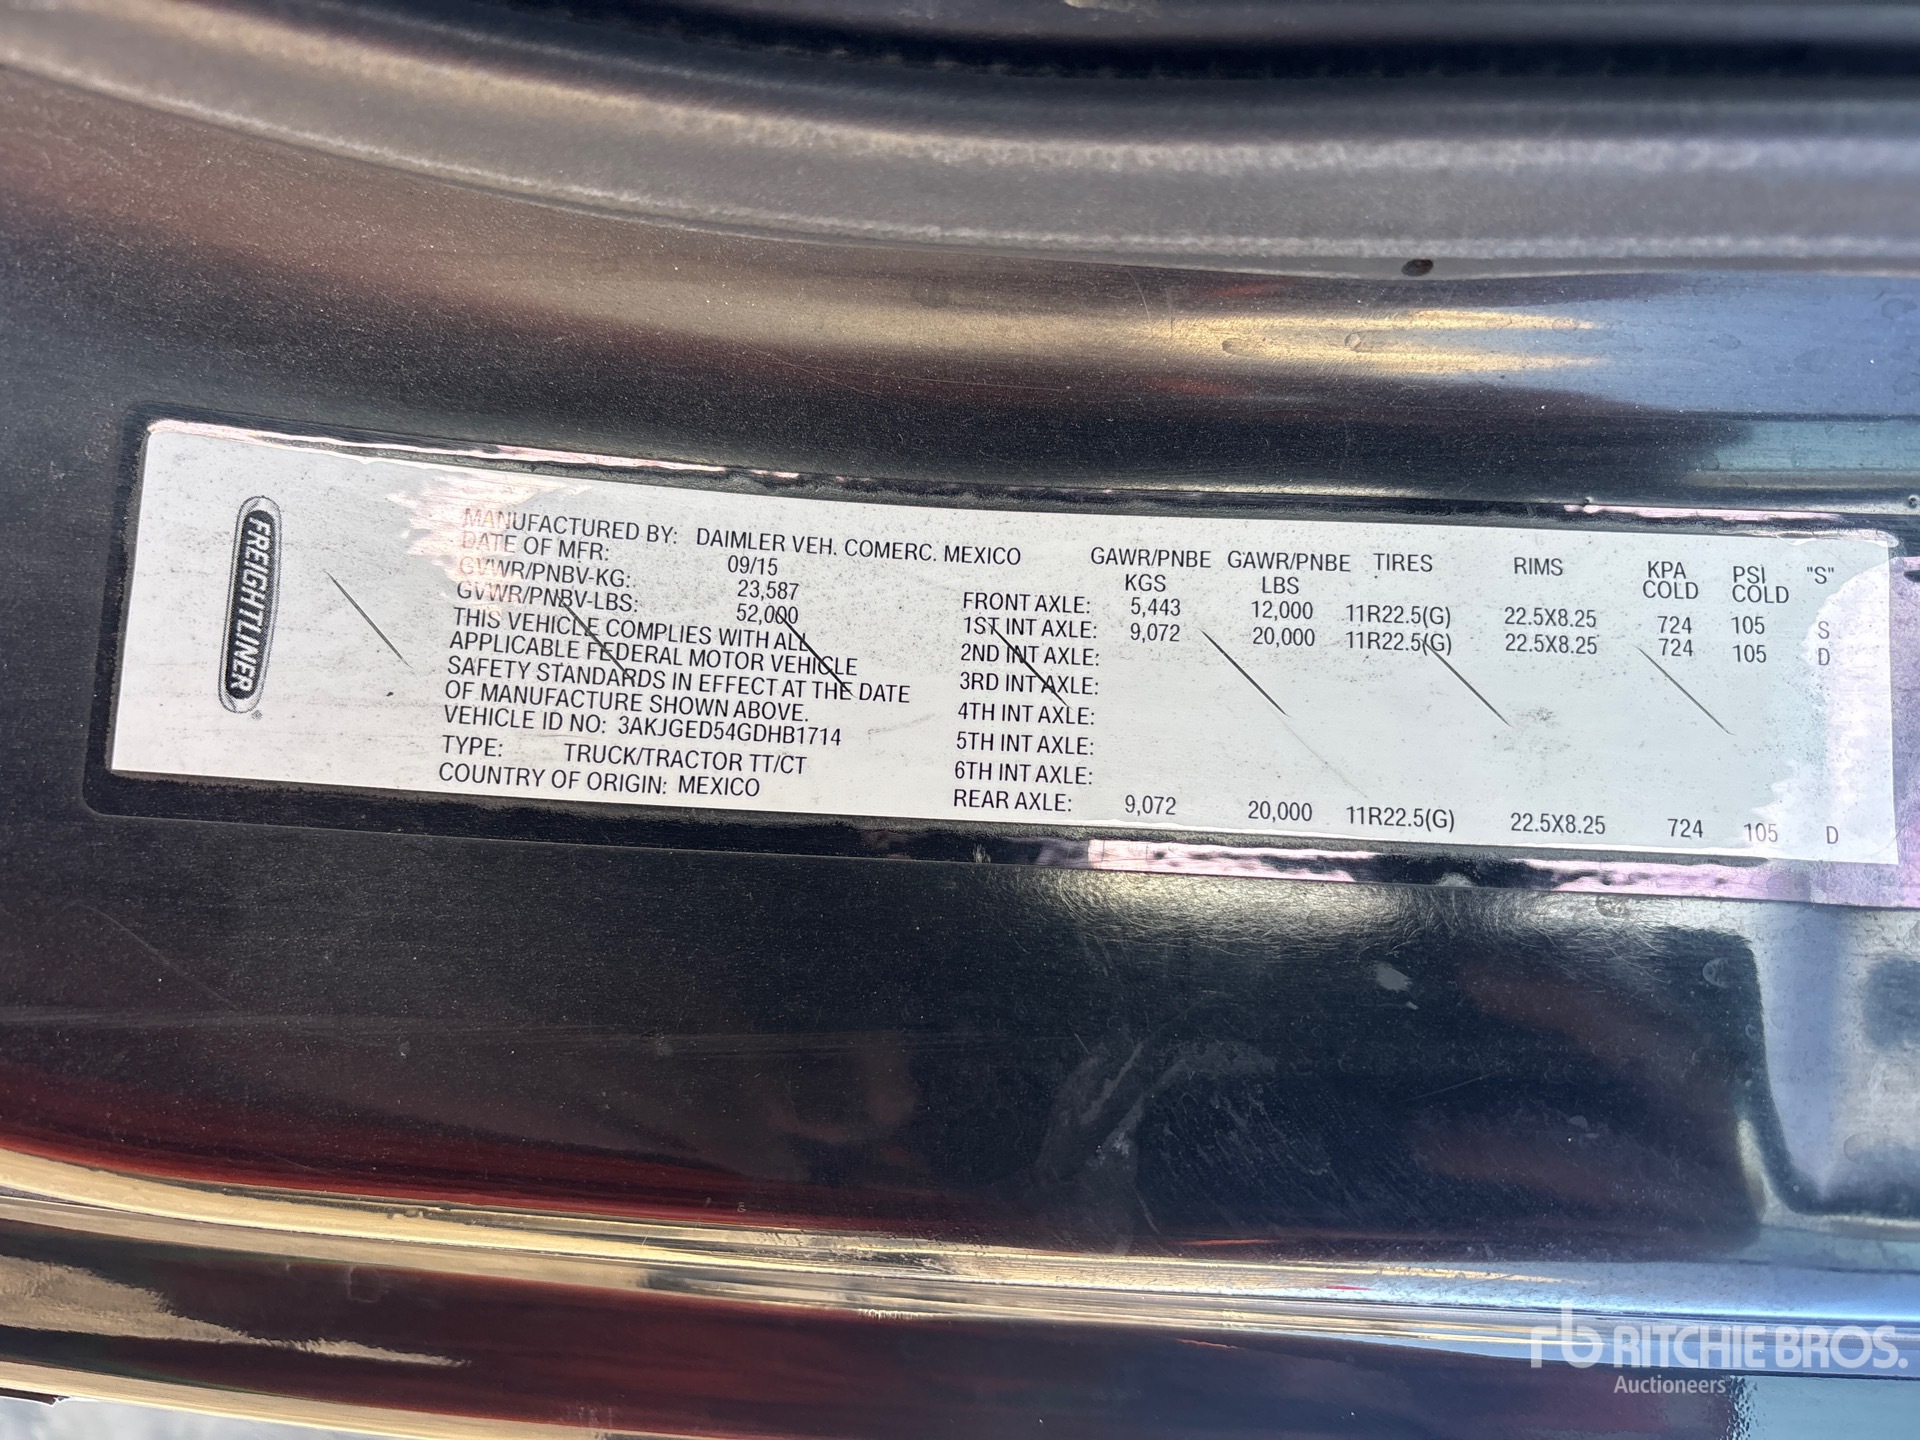 FREIGHTLINER®
MANUFACTURED BY: DAIMLER VEH. COMERC. MEXICO
DATE OF MFR: 09/15
GVWR/PNBV-KG: 23,587
GVWR/PNBV-LBS: 52,000
THIS VEHICLE COMPLIES WITH ALL
APPLICABLE FEDERAL MOTOR VEHICLE
SAFETY STANDARDS IN EFFECT AT THE DATE
OF MANUFACTURE SHOWN ABOVE.
VEHICLE ID NO: 3AKJGED54GDHB1714
TYPE: TRUCK/TRACTOR TT/CT
COUNTRY OF ORIGIN: MEXICO
GAWR/PNBE GAWR/PNBE TIRES RIMS KPA PSI "S"
KGS LBS COLD COLD
FRONT AXLE: 5,443 12,000 11R22.5(G) 22.5X8.25 724 105 S
1ST INT AXLE: 9,072 20,000 11R22.5(G) 22.5X8.25 724 105 D
2ND INT AXLE:
3RD INT AXLE:
4TH INT AXLE:
5TH INT AXLE:
6TH INT AXLE:
REAR AXLE: 9,072 20,000 11R22.5(G) 22.5X8.25 724 105 D
rb RITCHIE BROS.
Auctioneers